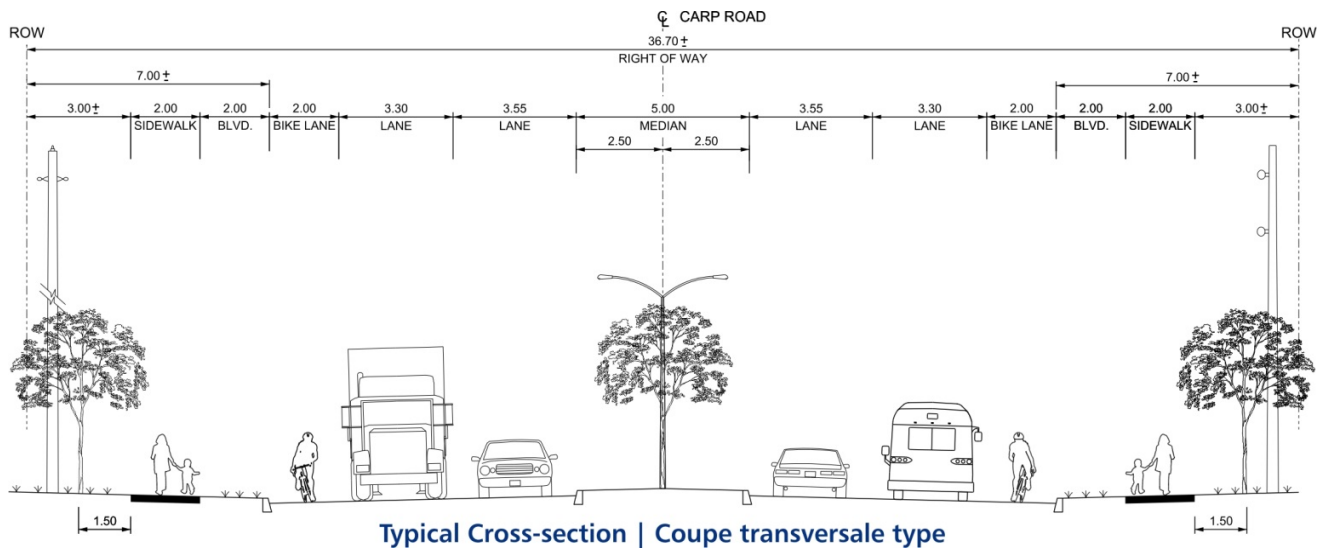 ℄ CARP ROAD
ROW
ROW
36.70 ±
RIGHT OF WAY
7.00 ±
7.00 ±
3.00 ± 2.00 2.00 2.00 3.30 3.55 5.00 3.55 3.30 2.00 2.00 2.00 3.00 ±
SIDEWALK BLVD. BIKE LANE LANE LANE MEDIAN LANE LANE BIKE LANE BLVD. SIDEWALK
2.50 2.50
1.50
1.50
Typical Cross-section | Coupe transversale type